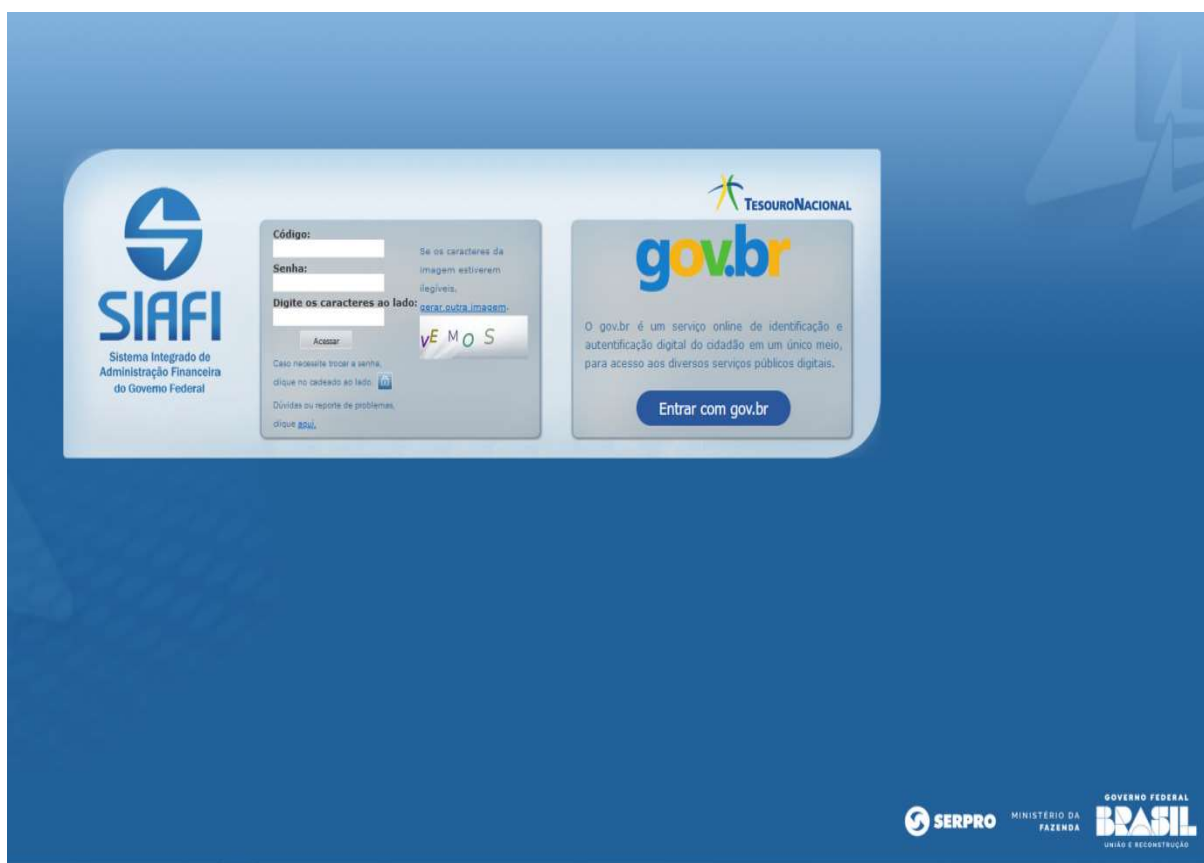 SIAFI
Sistema Integrado de
Administração Financeira
do Governo Federal
Código:
Senha:
Digite os caracteres ao lado:
Acessar
Caso necessite trocar a senha,
clique no cadeado ao lado.
Dúvidas ou reporte de problemas,
clique aqui.
Se os caracteres da
imagem estiverem
ilegíveis,
gerar outra imagem.
vE M O S
TESOURONACIONAL
gov.br
O gov.br é um serviço online de identificação e
autentificação digital do cidadão em um único meio,
para acesso aos diversos serviços públicos digitais.
Entrar com gov.br
SERPRO
MINISTÉRIO DA
FAZENDA
GOVERNO FEDERAL
BRASIL
UNIÃO E RECONSTRUÇÃO